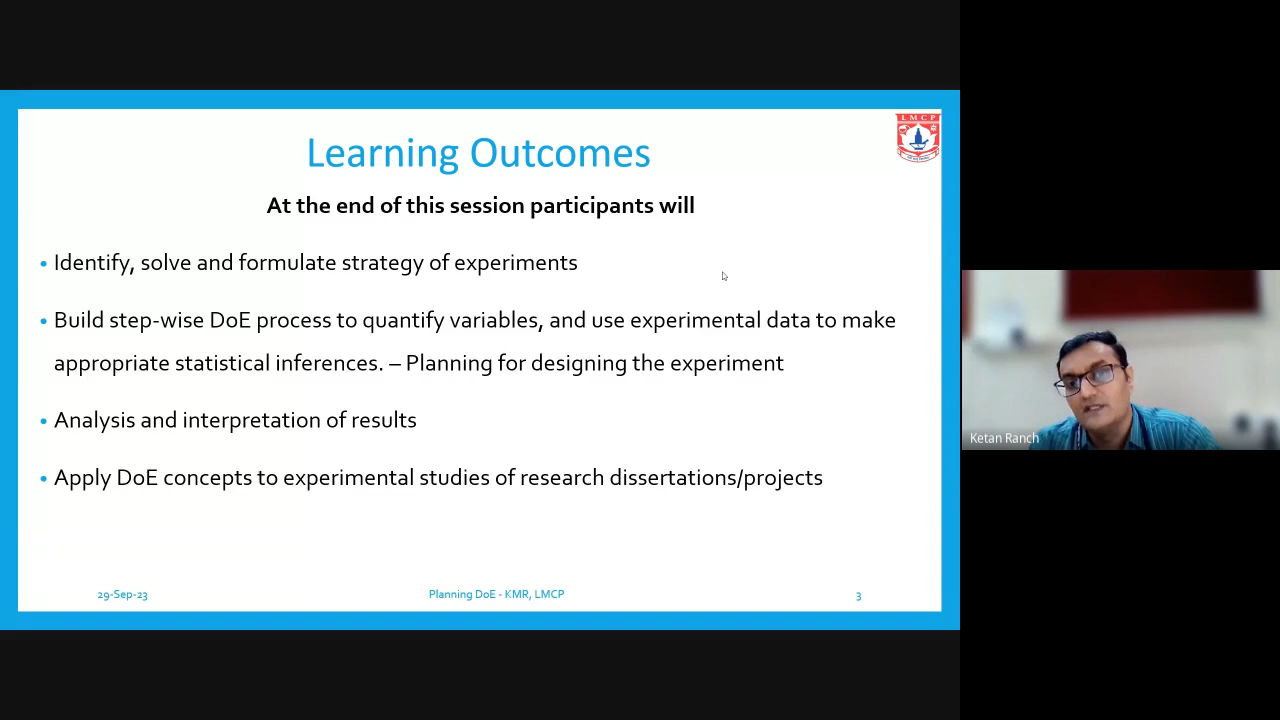 LMCP
Learning Outcomes
At the end of this session participants will
• Identify, solve and formulate strategy of experiments
• Build step-wise DoE process to quantify variables, and use experimental data to make
appropriate statistical inferences. – Planning for designing the experiment
• Analysis and interpretation of results
• Apply DoE concepts to experimental studies of research dissertations/projects
29-Sep-23
Planning DoE - KMR, LMCP
3
Ketan Ranch